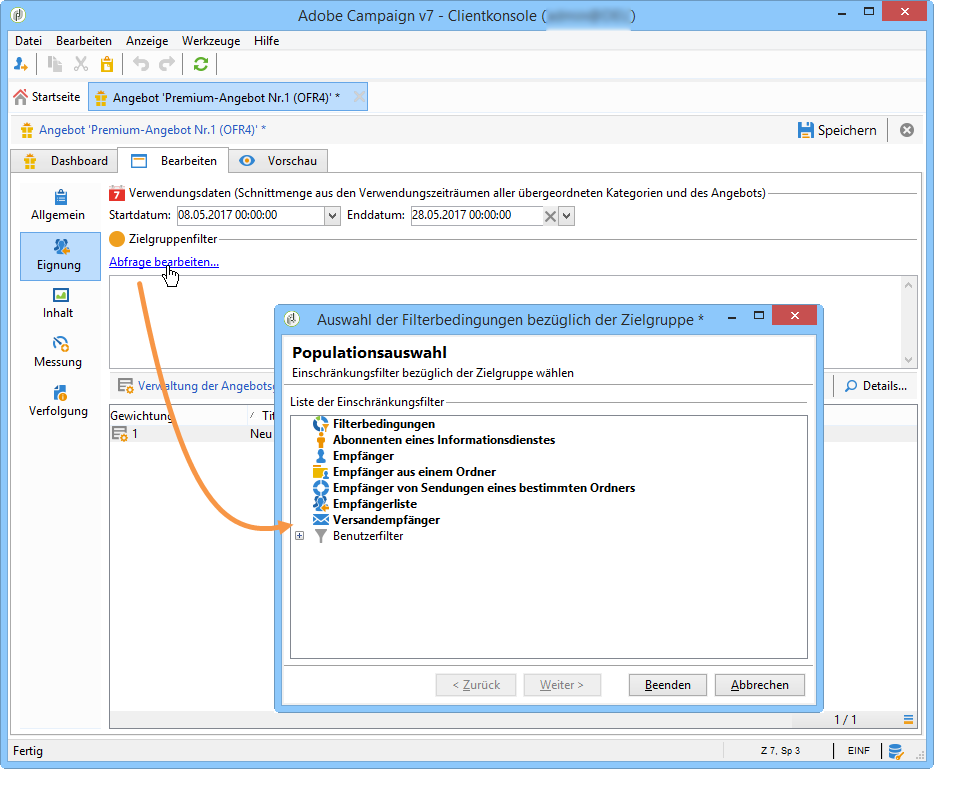 Adobe Campaign v7 - Clientkonsole ( )
Datei Bearbeiten Anzeige Werkzeuge Hilfe
Startseite Angebot 'Premium-Angebot Nr.1 (OFR4)' *
Angebot 'Premium-Angebot Nr.1 (OFR4)' * Speichern
Dashboard Bearbeiten Vorschau
Allgemein
Eignung
Inhalt
Messung
Verfolgung
7 Verwendungsdaten (Schnittmenge aus den Verwendungszeiträumen aller übergeordneten Kategorien und des Angebots)
Startdatum: 08.05.2017 00:00:00 Enddatum: 28.05.2017 00:00:00
Zielgruppenfilter
Abfrage bearbeiten...
Verwaltung der Angebotsg Details...
Gewichtung / Tit
1 Neu
Auswahl der Filterbedingungen bezüglich der Zielgruppe *
Populationsauswahl
Einschränkungsfilter bezüglich der Zielgruppe wählen
Liste der Einschränkungsfilter
Filterbedingungen
Abonnenten eines Informationsdienstes
Empfänger
Empfänger aus einem Ordner
Empfänger von Sendungen eines bestimmten Ordners
Empfängerliste
Versandempfänger
Benutzerfilter
< Zurück Weiter > Beenden Abbrechen
1 / 1
Fertig Z 7, Sp 3 EINF